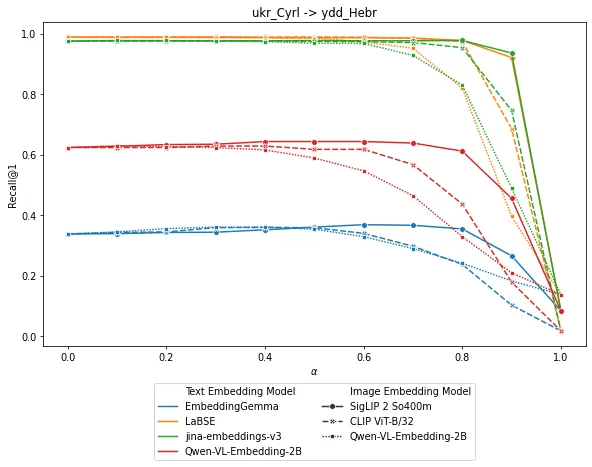 ukr_Cyrl -> ydd_Hebr
1.0
0.8
0.6
0.4
0.2
0.0
Recall@1
0.0 0.2 0.4 0.6 0.8 1.0
α
Text Embedding Model Image Embedding Model
EmbeddingGemma SigLIP 2 So400m
LaBSE CLIP ViT-B/32
jina-embeddings-v3 Qwen-VL-Embedding-2B
Qwen-VL-Embedding-2B